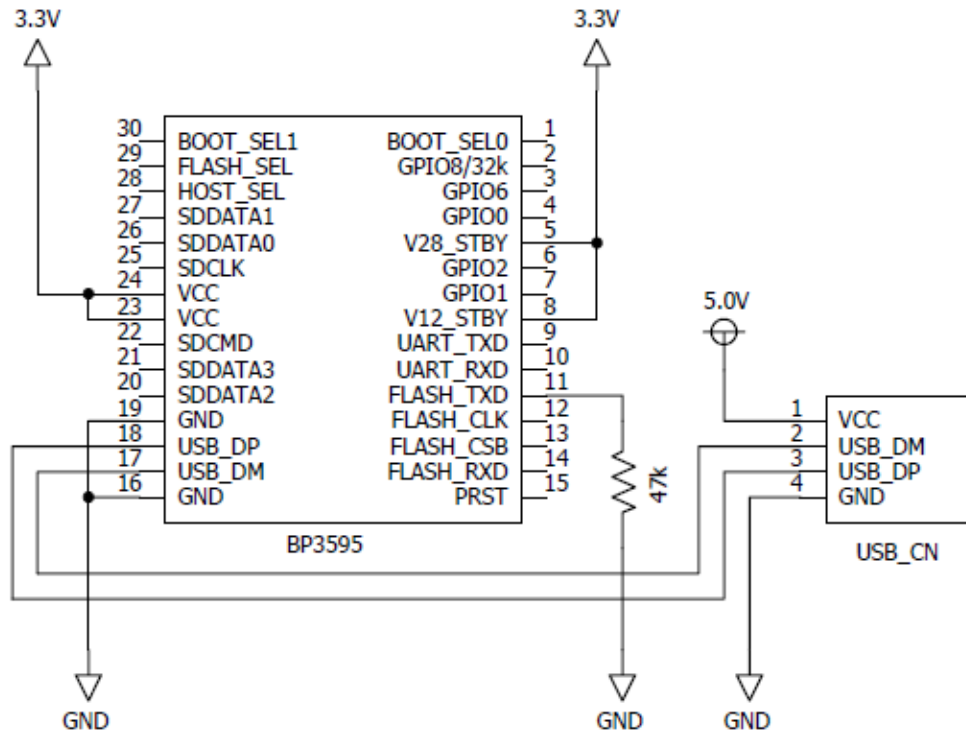 3.3V
3.3V
30 BOOT_SEL1 BOOT_SEL0 1
29 FLASH_SEL GPIO8/32k 2
28 HOST_SEL GPIO6 3
27 SDDATA1 GPIO0 4
26 SDDATA0 V28_STBY 5
25 SDCLK GPIO2 6
24 VCC GPIO1 7
23 VCC V12_STBY 8
22 SDCMD UART_TXD 9
21 SDDATA3 UART_RXD 10
20 SDDATA2 FLASH_TXD 11
19 GND FLASH_CLK 12
18 USB_DP FLASH_CSB 13
17 USB_DM FLASH_RXD 14
16 GND PRST 15
BP3595
47k
5.0V
1 VCC
2 USB_DM
3 USB_DP
4 GND
USB_CN
GND
GND
GND